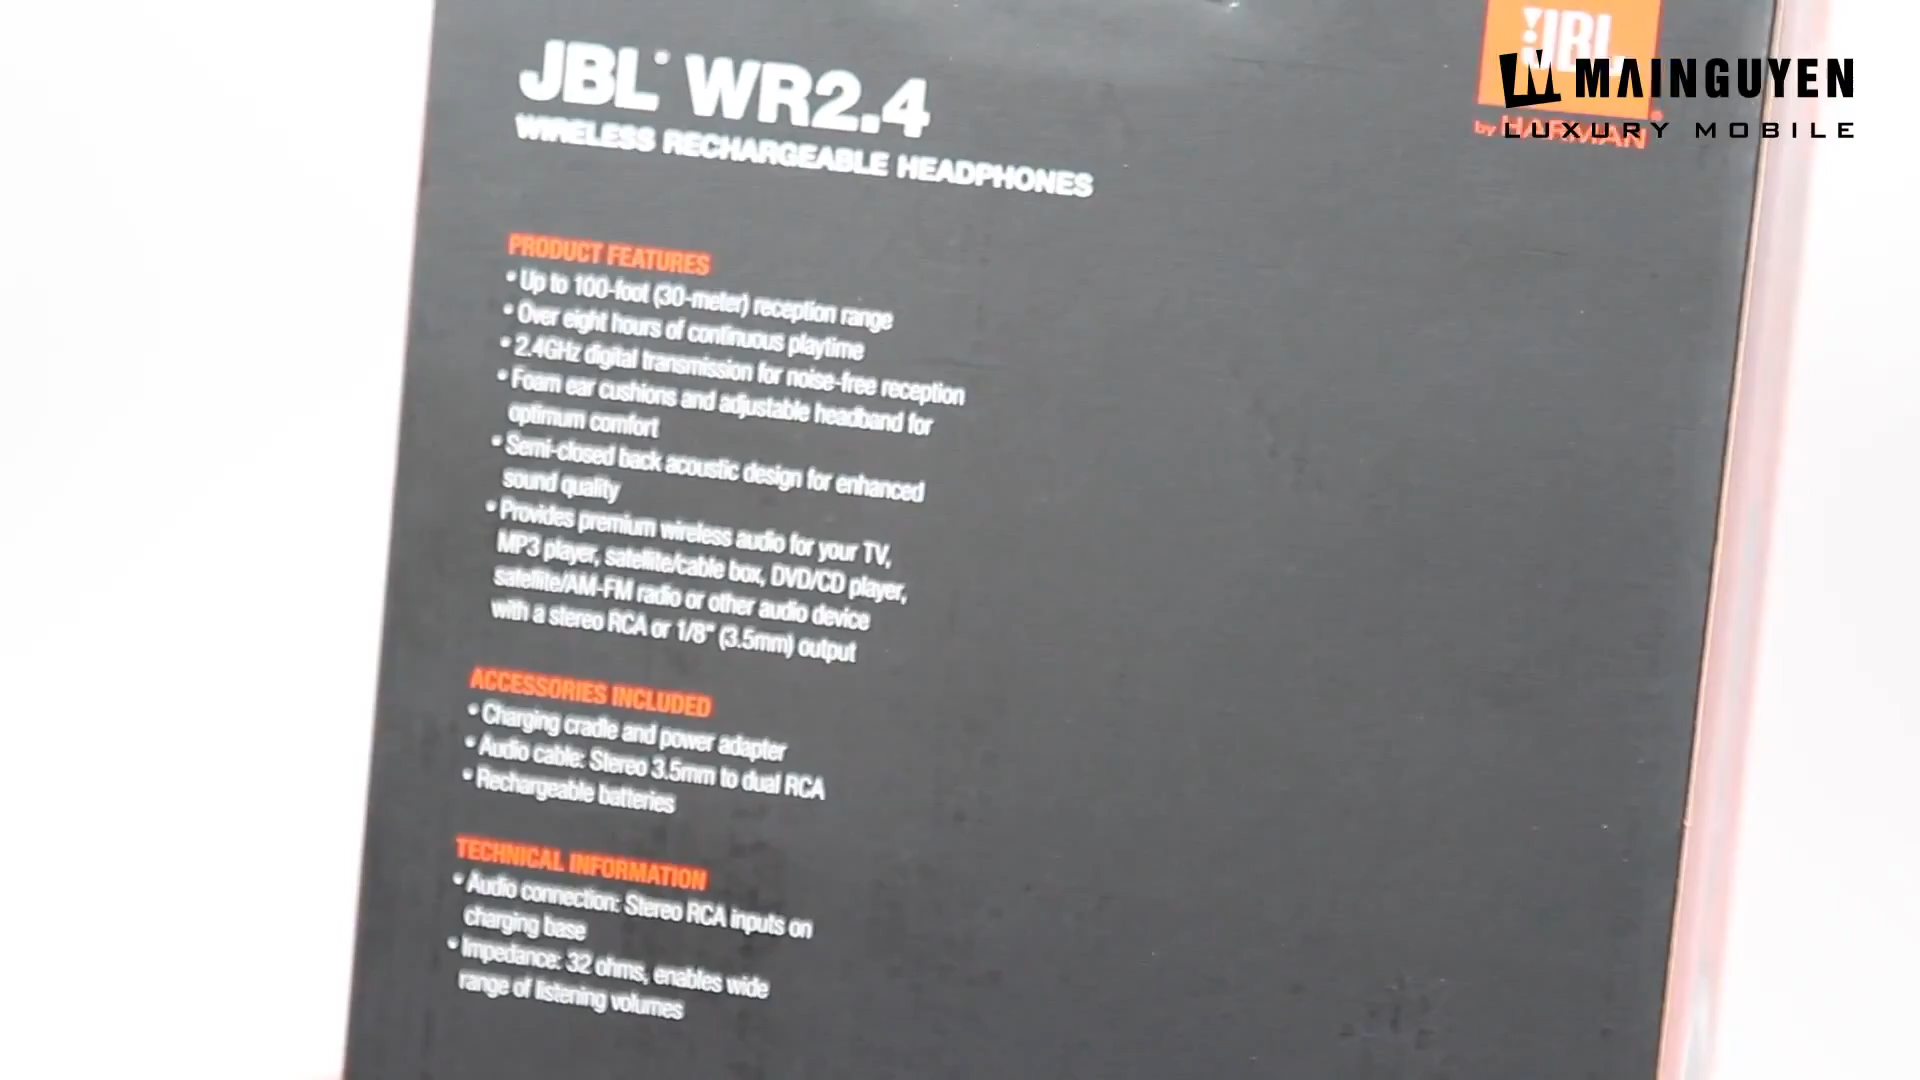 JBL® WR2.4
WIRELESS RECHARGEABLE HEADPHONES
JBL
by HARMAN
MAINGUYEN
LUXURY MOBILE
PRODUCT FEATURES
• Up to 100-foot (30-meter) reception range
• Over eight hours of continuous playtime
• 2.4GHz digital transmission for noise-free reception
• Foam ear cushions and adjustable headband for
optimum comfort
• Semi-closed back acoustic design for enhanced
sound quality
• Provides premium wireless audio for your TV,
MP3 player, satellite/cable box, DVD/CD player,
satellite/AM-FM radio or other audio device
with a stereo RCA or 1/8" (3.5mm) output
ACCESSORIES INCLUDED
• Charging cradle and power adapter
• Audio cable: Stereo 3.5mm to dual RCA
• Rechargeable batteries
TECHNICAL INFORMATION
• Audio connection: Stereo RCA inputs on
charging base
• Impedance: 32 ohms, enables wide
range of listening volumes